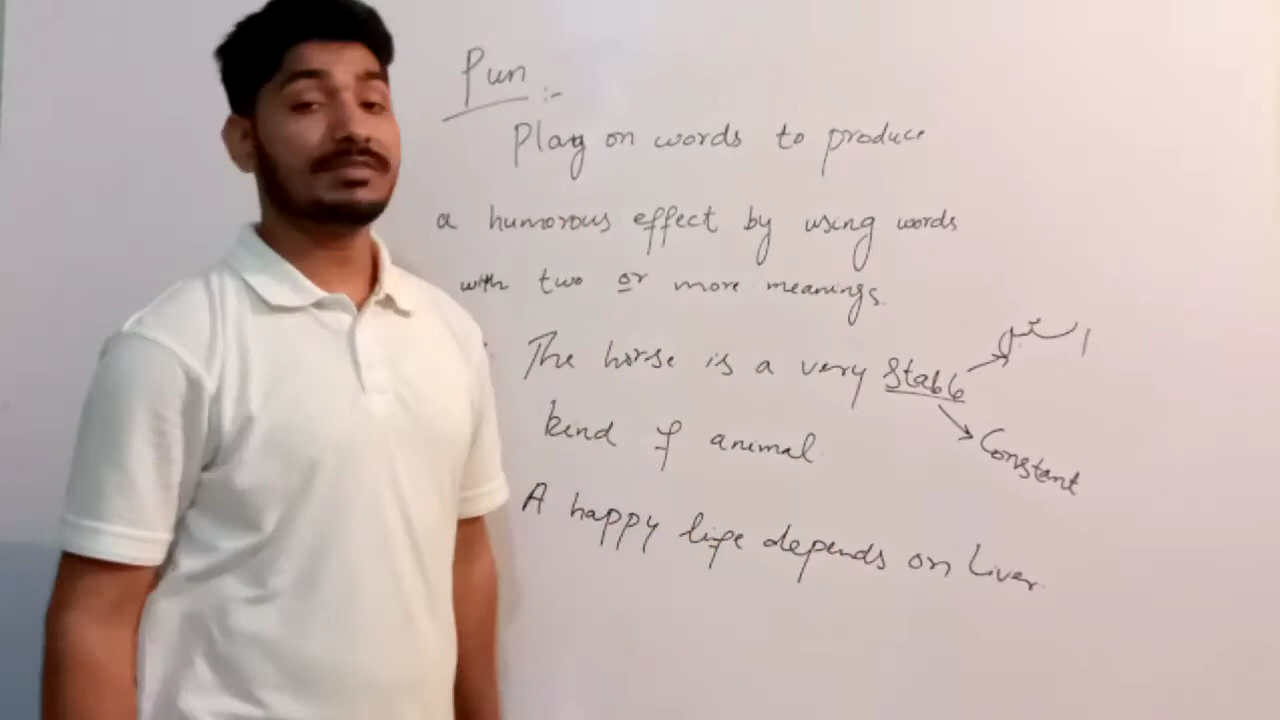 Pun :-
Play on words to produce
a humorous effect by using words
with two or more meanings.
The horse is a very Stable
kind of animal.
Constant
A happy life depends on Liver.